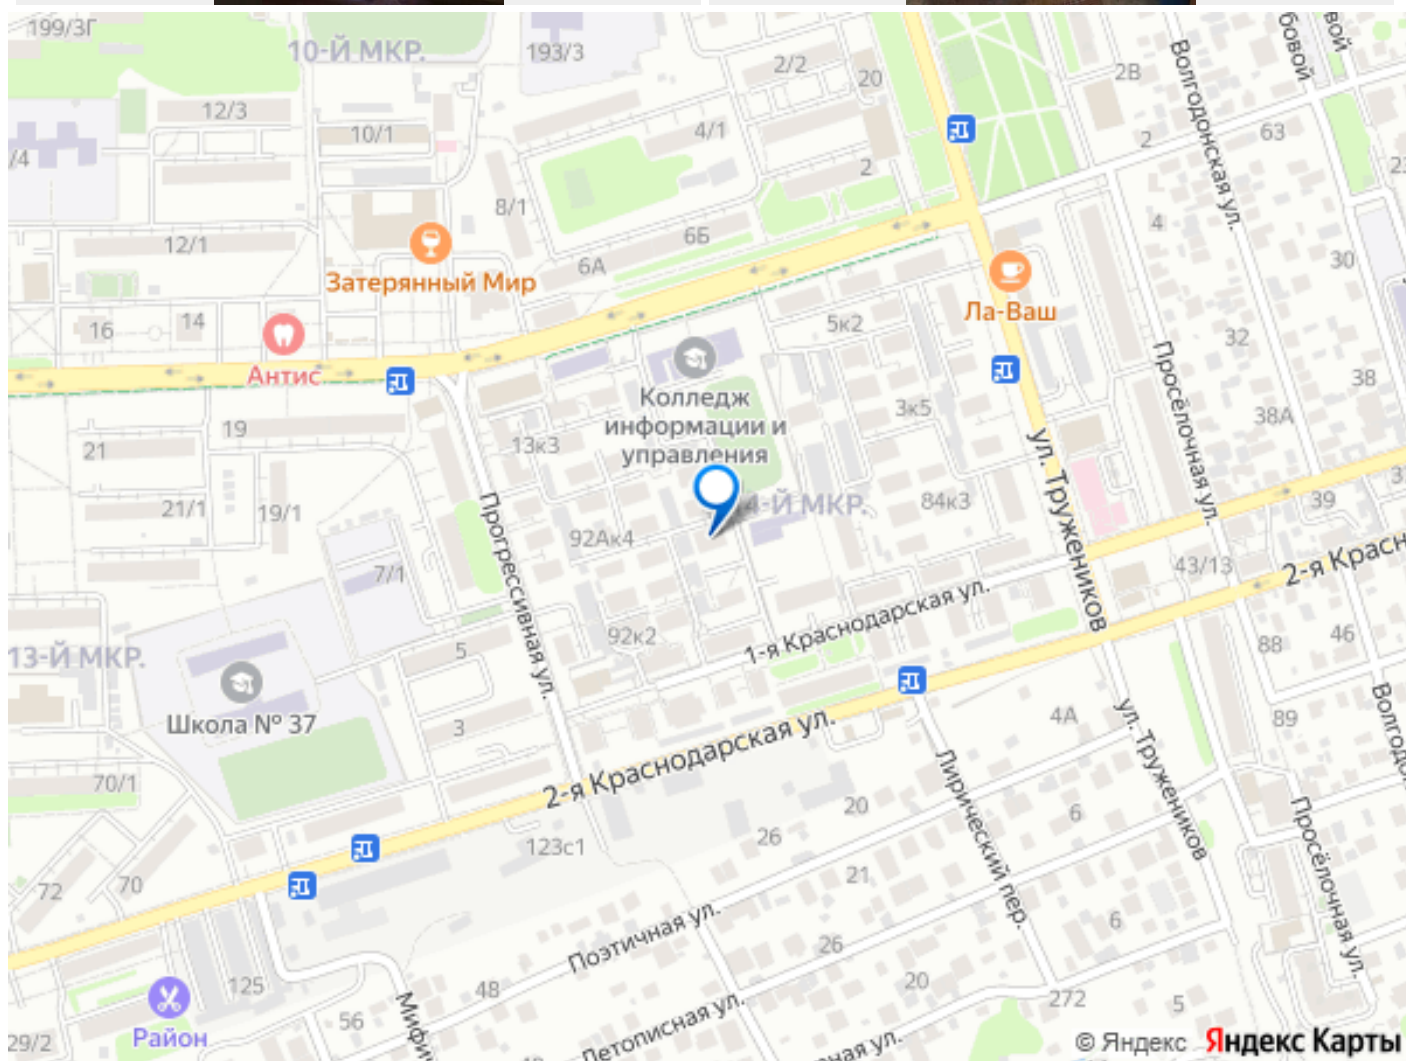 199/3Г
10-Й МКР.
193/3
2/2
20
2В
Волгодонская ул.
бовой
вой
12/3
10/1
4/1
2
2
63
/4
8/1
6Б
4
12/1
6А
30
Затерянный Мир
Ла-Ваш
16
14
5к2
32
Антис
Колледж
информации и
управления
3к5
Просёлочная ул.
38
38А
19
21
13к3
ул. Тружеников
21/1
19/1
Прогрессивная ул.
92Ак4
4-Й МКР.
84к3
39
7/1
43/13
2-я Красн
92к2
1-я Краснодарская ул.
13-Й МКР.
5
88
46
Школа № 37
3
2-я Краснодарская ул.
4А
ул. Тружеников
89
Волгод
70/1
20
6
Лирический пер.
Просёлочная ул.
123с1
26
21
72
70
Поэтичная ул.
26
6
125
48
20
272
5
56
Мифи
Летописная ул.
ная ул.
29/2
Район
© Яндекс Яндекс Карты